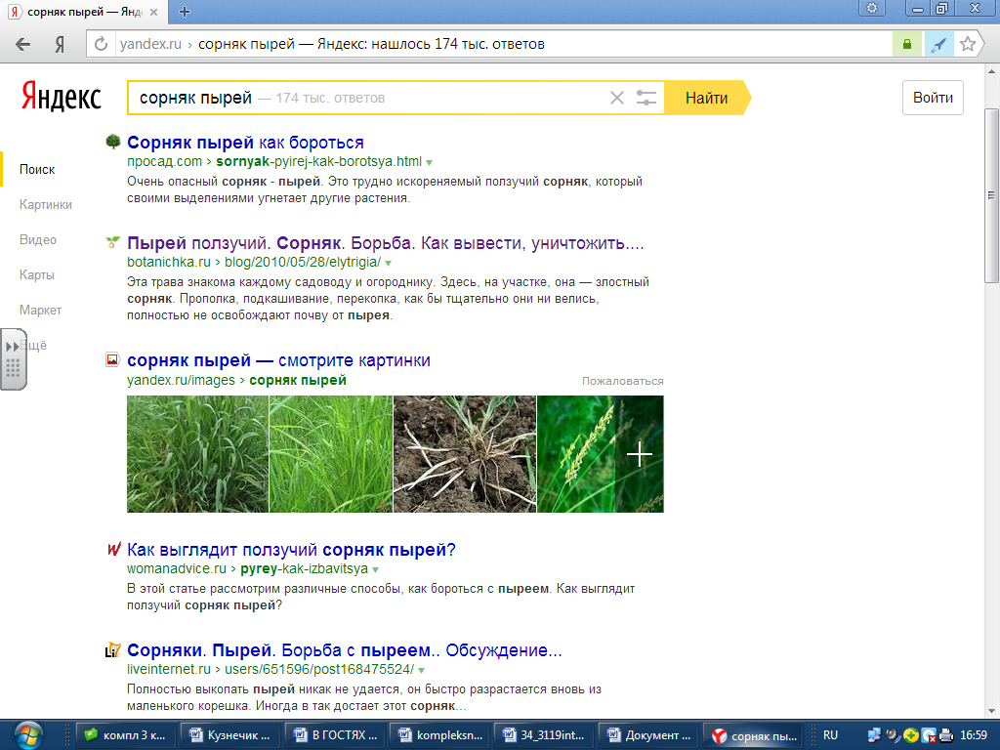 сорняк пырей — Янд
yandex.ru › сорняк пырей — Яндекс: нашлось 174 тыс. ответов
Яндекс
сорняк пырей — 174 тыс. ответов
Найти
Войти
Поиск
Картинки
Видео
Карты
Маркет
Ещё
Сорняк пырей как бороться
просад.com › sornyak-pyirej-kak-borotsya.html
Очень опасный сорняк - пырей. Это трудно искореняемый ползучий сорняк, который
своими выделениями угнетает другие растения.
Пырей ползучий. Сорняк. Борьба. Как вывести, уничтожить....
botanichka.ru › blog/2010/05/28/elytrigia/
Эта трава знакома каждому садоводу и огороднику. Здесь, на участке, она — злостный
сорняк. Прополка, подкашивание, перекопка, как бы тщательно они ни велись,
полностью не освобождают почву от пырея.
сорняк пырей — смотрите картинки
yandex.ru/images › сорняк пырей
Пожаловаться
Как выглядит ползучий сорняк пырей?
womanadvice.ru › pyrey-kak-izbavitsya
В этой статье рассмотрим различные способы, как бороться с пыреем. Как выглядит
ползучий сорняк пырей?
Сорняки. Пырей. Борьба с пыреем.. Обсуждение...
liveinternet.ru › users/651596/post168475524/
Полностью выкопать пырей никак не удается, он быстро разрастается вновь из
маленького корешка. Иногда в так достает этот сорняк...
компл 3 к...
Кузнечик ...
В ГОСТЯХ ...
kompleksn...
34_3119int...
Документ ...
сорняк пы...
RU
16:59